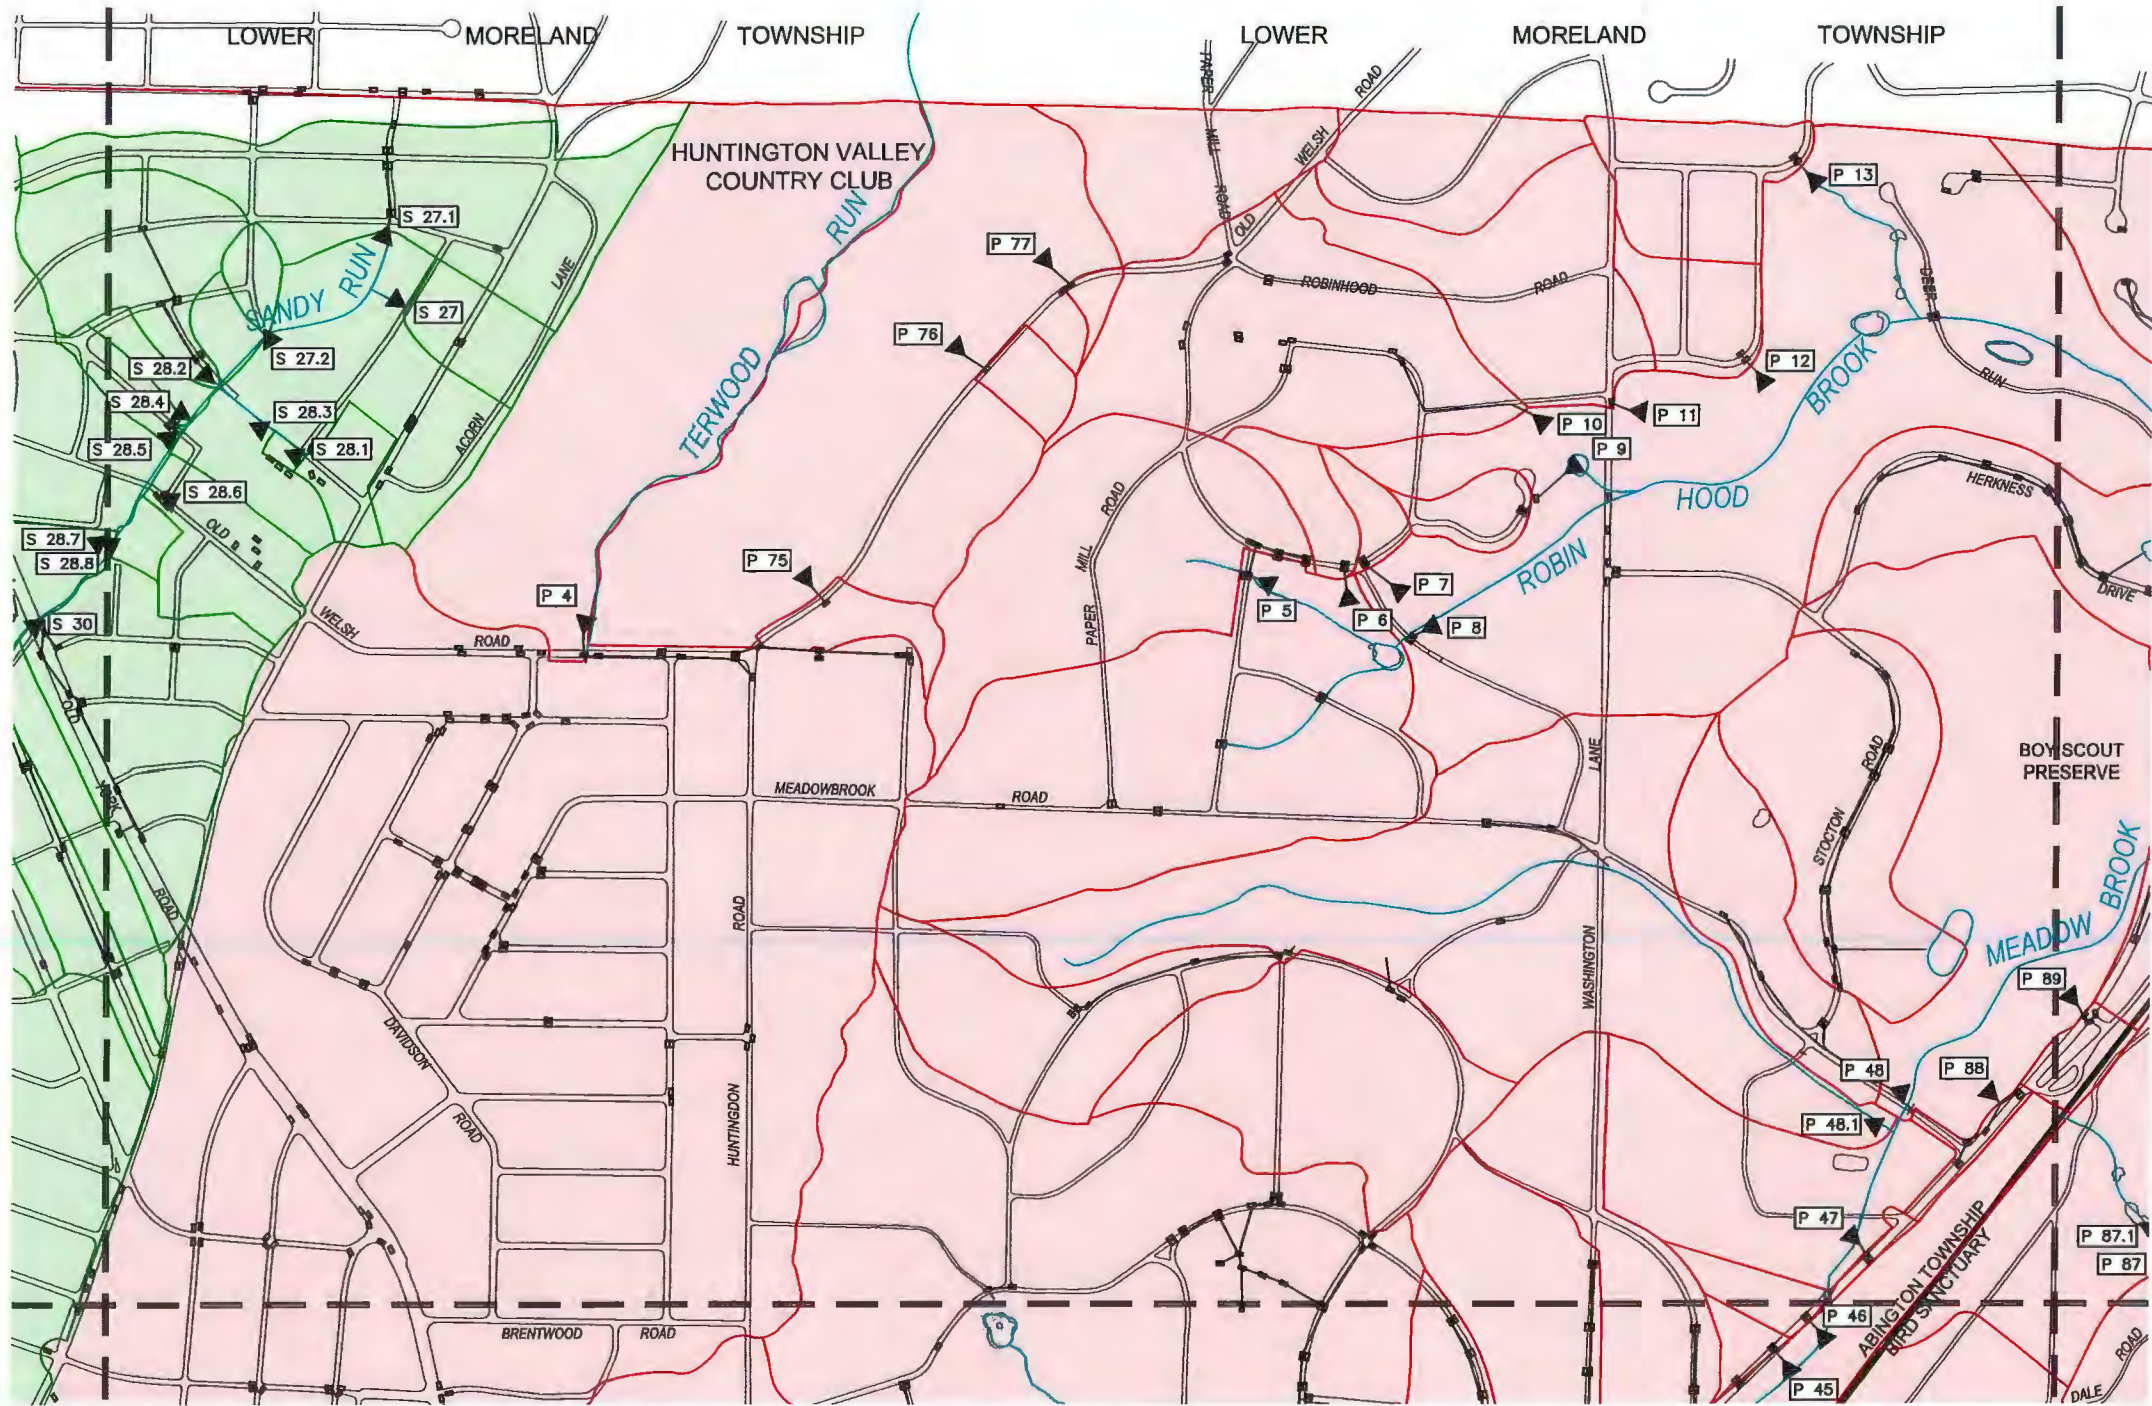 LOWER MORELAND TOWNSHIP
LOWER MORELAND TOWNSHIP
HUNTINGTON VALLEY
COUNTRY CLUB
PAPER
MILL
ROAD
OLD
WELSH
ROAD
P 13
S 27.1
SANDY RUN
S 27
S 27.2
S 28.2
S 28.4
S 28.3
S 28.5
S 28.1
S 28.6
S 28.7
S 28.8
S 30
ACORN
LANE
TERWOOD
RUN
P 77
P 76
P 75
P 4
ROBINHOOD
ROAD
DEER
RUN
P 12
P 11
P 10
P 9
ROBIN
HOOD
BROOK
HERKNESS
DRIVE
P 5
P 6
P 7
P 8
PAPER
MILL
ROAD
OLD
WELSH
ROAD
OLD
YORK
ROAD
MEADOWBROOK
ROAD
LANE
WASHINGTON
STOCTON
ROAD
BOY SCOUT
PRESERVE
MEADOW
BROOK
P 89
P 88
P 48
P 48.1
P 47
P 46
P 45
P 87.1
P 87
DAVIDSON
ROAD
HUNTINGDON
ROAD
BRENTWOOD
ROAD
ABINGTON TOWNSHIP
BIRD SANCTUARY
DALE
ROAD